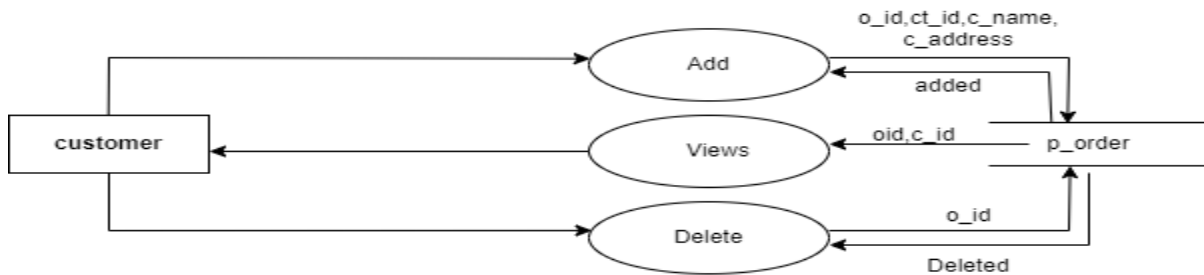 o_id,ct_id,c_name,
c_address
Add
added
customer
Views
oid,c_id
p_order
Delete
o_id
Deleted